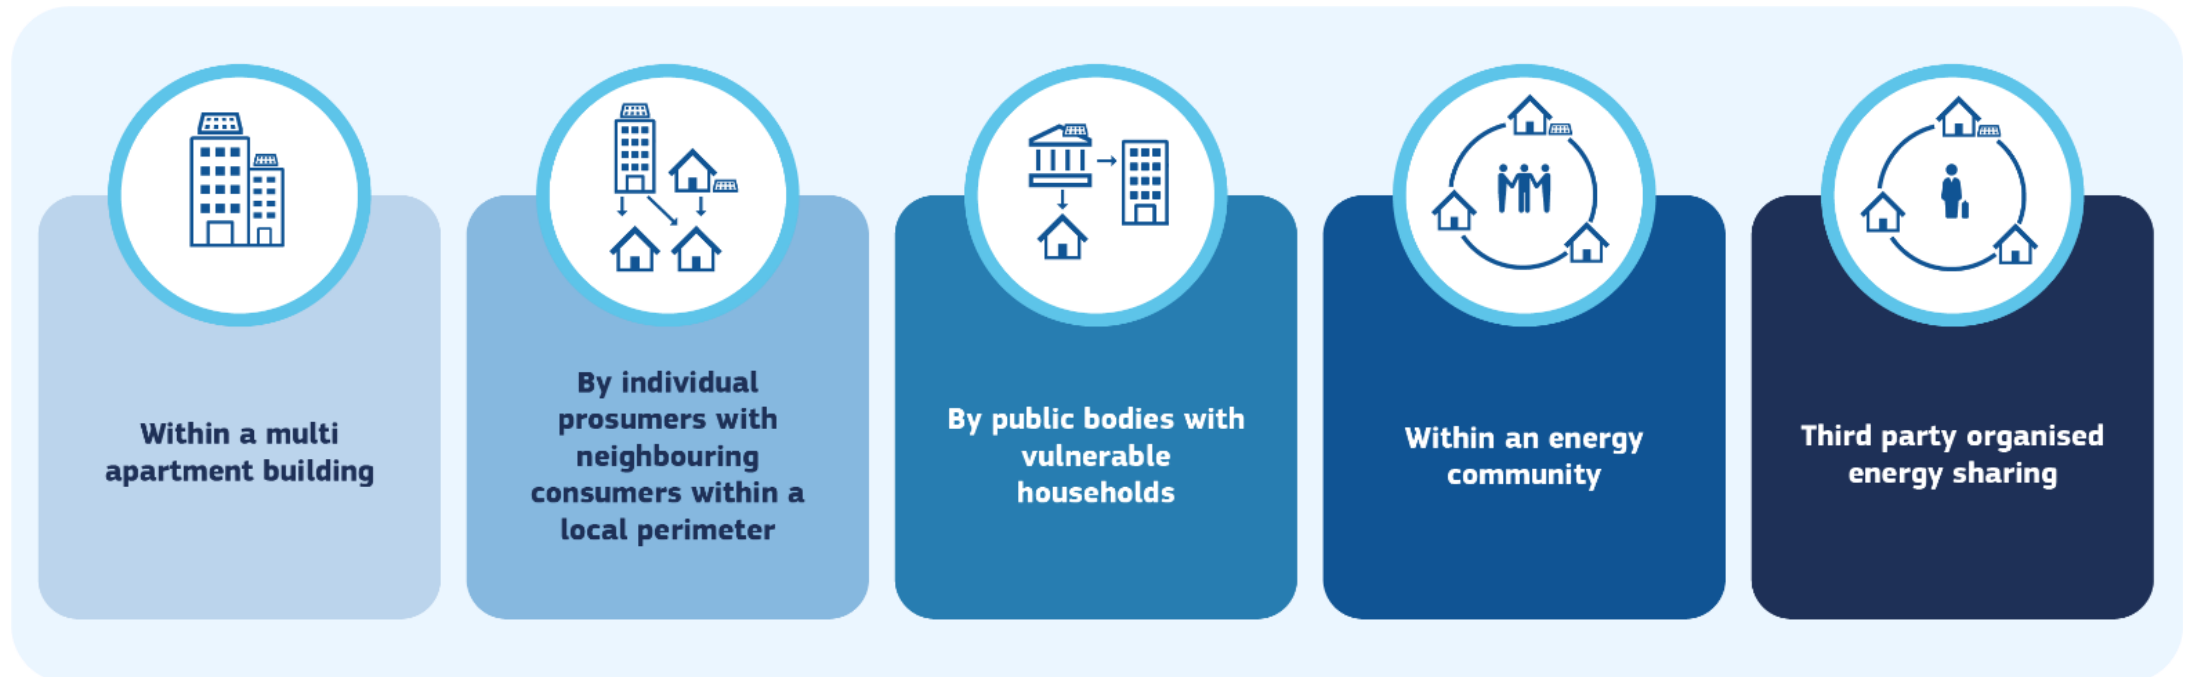 Within a multi
apartment building
By individual
prosumers with
neighbouring
consumers within a
local perimeter
By public bodies with
vulnerable
households
Within an energy
community
Third party organised
energy sharing